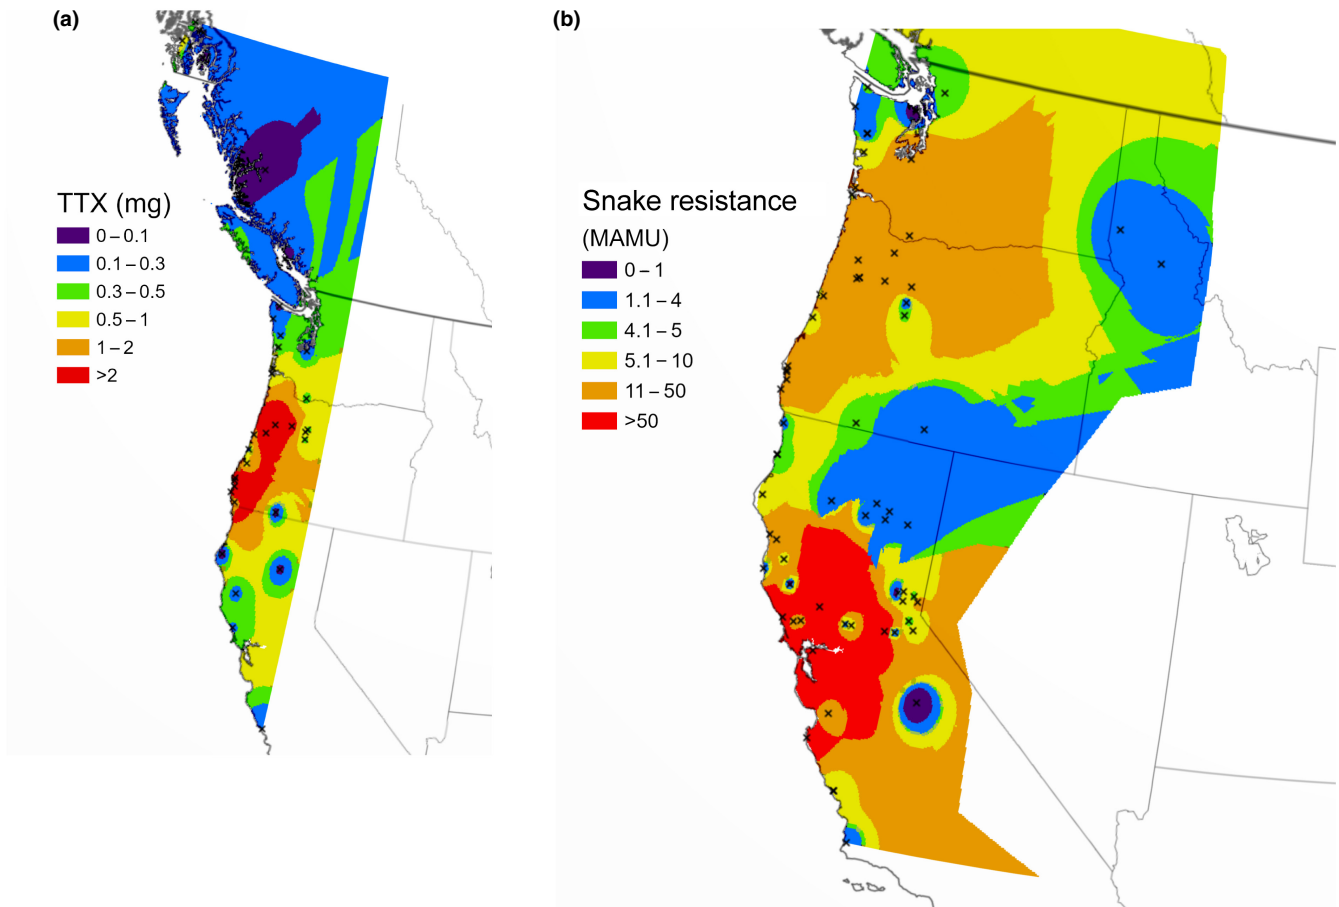 (a)
TTX (mg)
0 – 0.1
0.1 – 0.3
0.3 – 0.5
0.5 – 1
1 – 2
>2
(b)
Snake resistance
(MAMU)
0 – 1
1.1 – 4
4.1 – 5
5.1 – 10
11 – 50
>50